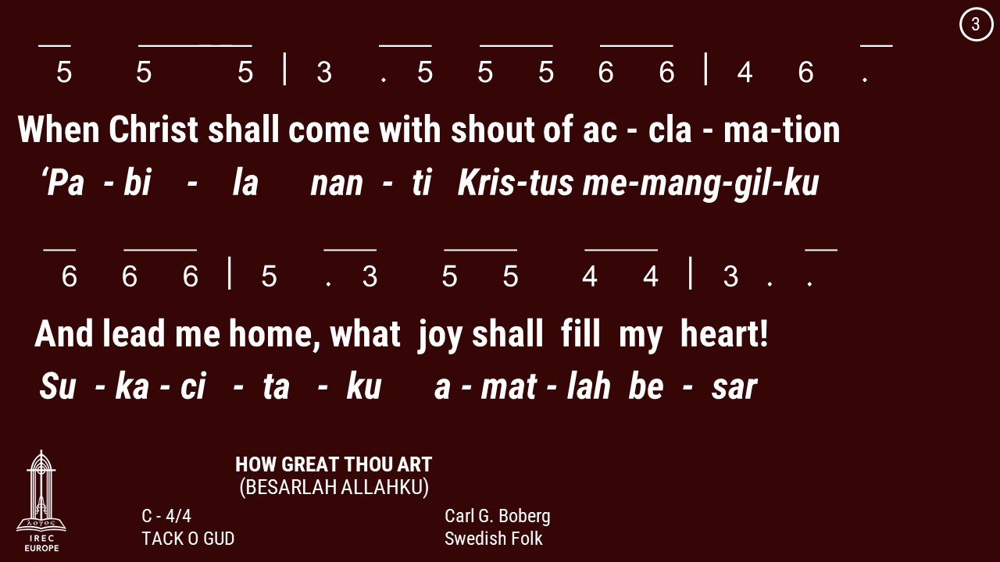 3
5 5 5 | 3 . 5 5 5 6 6 | 4 6 .
When Christ shall come with shout of ac - cla - ma-tion
‘Pa - bi - la nan - ti Kris-tus me-mang-gil-ku
6 6 6 | 5 . 3 5 5 4 4 | 3 . .
And lead me home, what joy shall fill my heart!
Su - ka - ci - ta - ku a - mat - lah be - sar
HOW GREAT THOU ART
(BESARLAH ALLAHKU)
C - 4/4
TACK O GUD
Carl G. Boberg
Swedish Folk
λογος
IREC
EUROPE